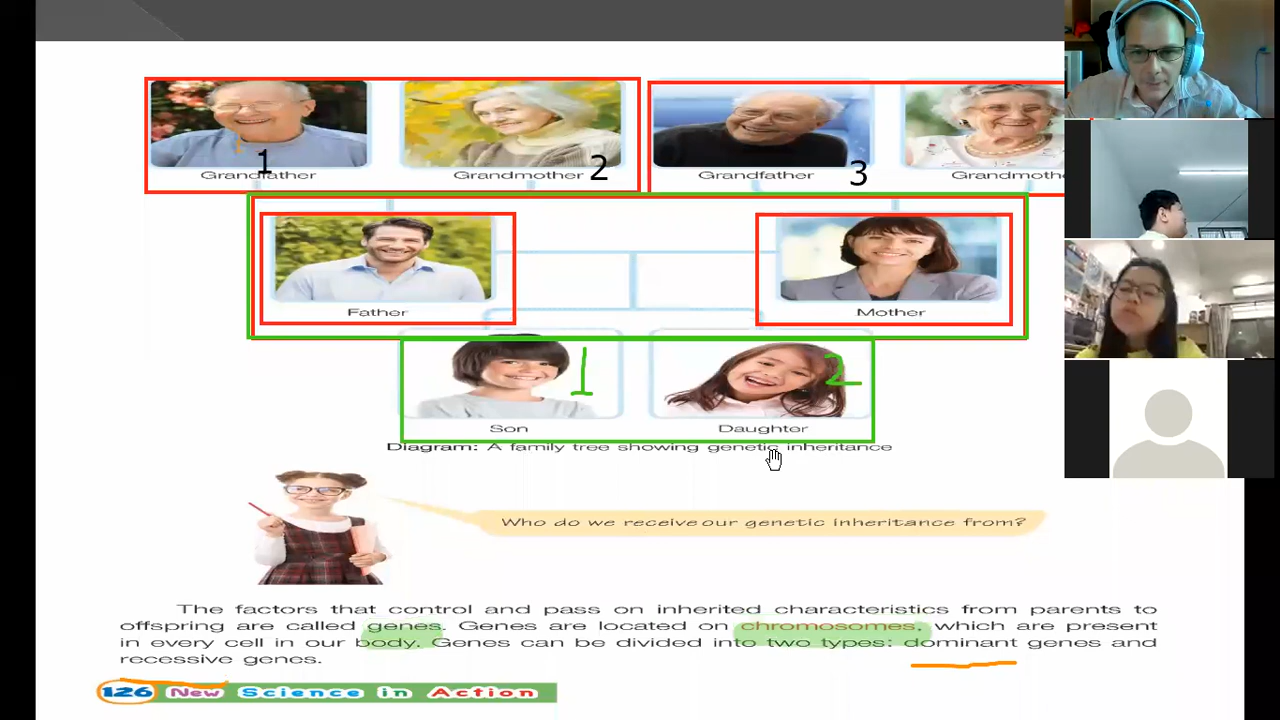 1 2 3
Grandfather Grandmother Grandfather Grandmoth
Father Mother
1 2
Son Daughter
Diagram: A family tree showing genetic inheritance
Who do we receive our genetic inheritance from?
The factors that control and pass on inherited characteristics from parents to
offspring are called genes. Genes are located on chromosomes, which are present
in every cell in our body. Genes can be divided into two types: dominant genes and
recessive genes.
126 New Science in Action